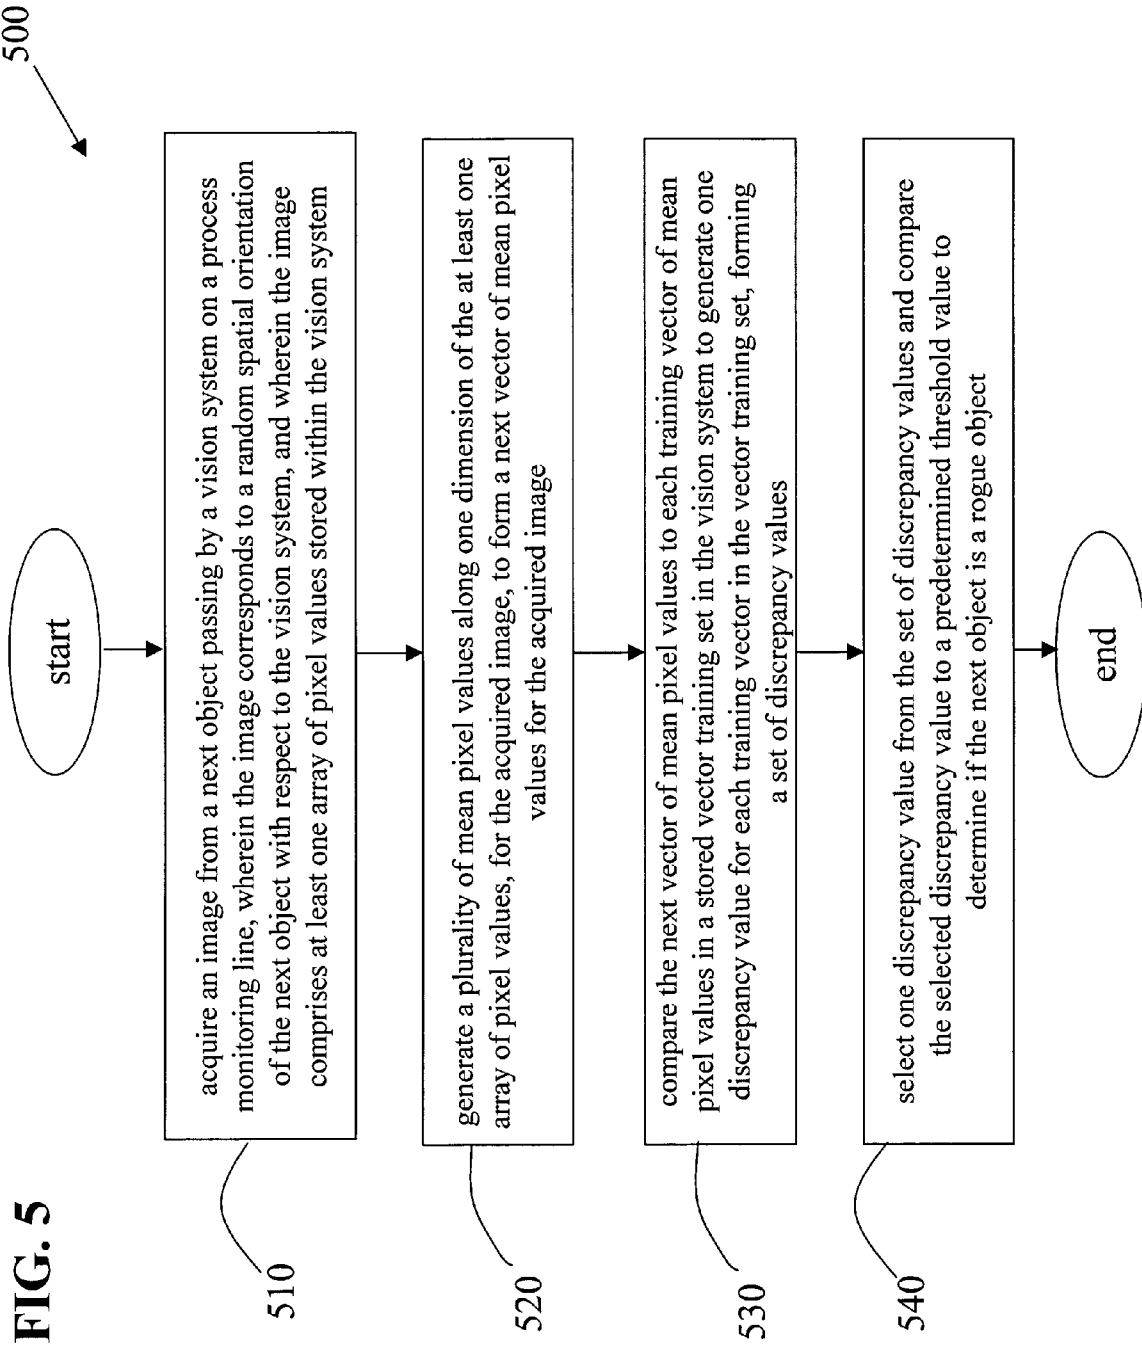 FIG. 5
500
start
510
acquire an image from a next object passing by a vision system on a process
monitoring line, wherein the image corresponds to a random spatial orientation
of the next object with respect to the vision system, and wherein the image
comprises at least one array of pixel values stored within the vision system
520
generate a plurality of mean pixel values along one dimension of the at least one
array of pixel values, for the acquired image, to form a next vector of mean pixel
values for the acquired image
530
compare the next vector of mean pixel values to each training vector of mean
pixel values in a stored vector training set in the vision system to generate one
discrepancy value for each training vector in the vector training set, forming
a set of discrepancy values
540
select one discrepancy value from the set of discrepancy values and compare
the selected discrepancy value to a predetermined threshold value to
determine if the next object is a rogue object
end